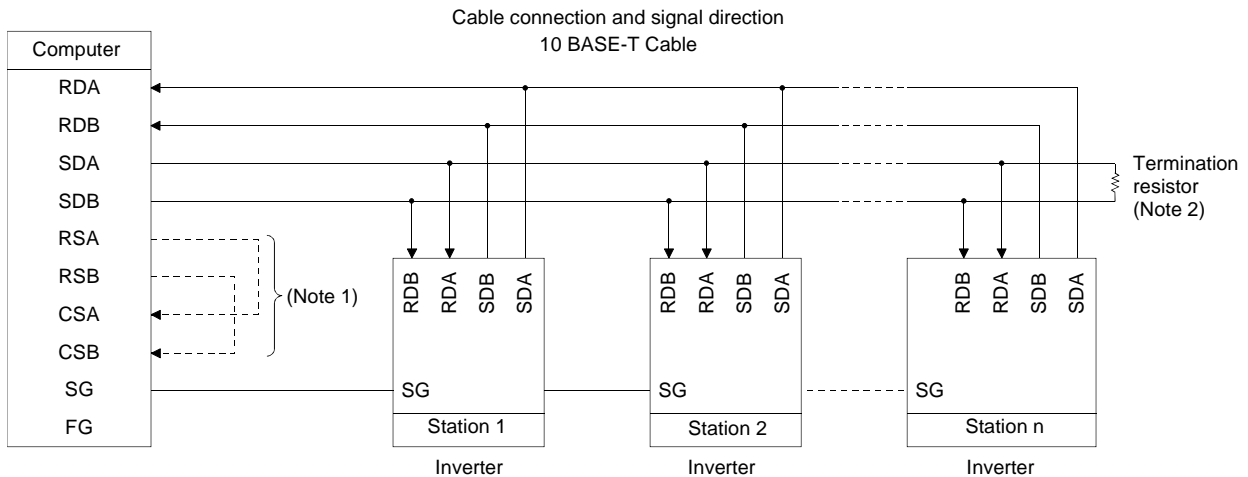 Cable connection and signal direction
10 BASE-T Cable
Computer
RDA
RDB
SDA
SDB
RSA
RSB
CSA
CSB
SG
FG
(Note 1)
Termination
resistor
(Note 2)
RDB
RDA
SDB
SDA
SG
Station 1
Inverter
RDB
RDA
SDB
SDA
SG
Station 2
Inverter
RDB
RDA
SDB
SDA
SG
Station n
Inverter